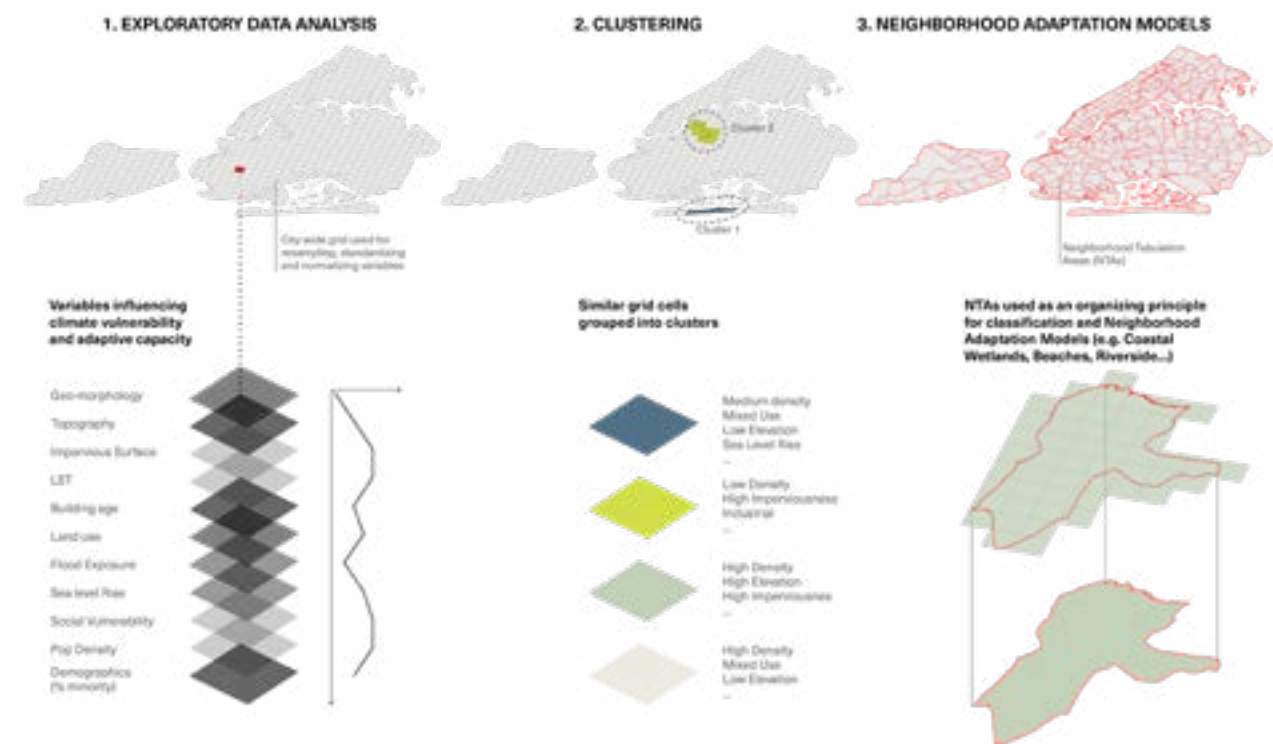 1. EXPLORATORY DATA ANALYSIS
2. CLUSTERING
3. NEIGHBORHOOD ADAPTATION MODELS
Cluster 2
Cluster 1
City wide grid used for
resampling, standardizing
and normalizing variables
Neighborhood Tabulation
Areas (NTAs)
Variables influencing
climate vulnerability
and adaptive capacity
Similar grid cells
grouped into clusters
NTAs used as an organizing principle
for classification and Neighborhood
Adaptation Models (e.g. Coastal
Wetlands, Beaches, Riverside...)
Geo-morphology
Topography
Impervious Surface
LST
Building age
Land use
Flood Exposure
Sea level Rise
Social Vulnerability
Pop Density
Demographics
(% minority)
Medium density
Mixed Use
Low Elevation
Sea Level Rise
...
Low Density
High Imperviousness
Industrial
...
High Density
High Elevation
High Imperviousnes
...
High Density
Mixed Use
Low Elevation
...